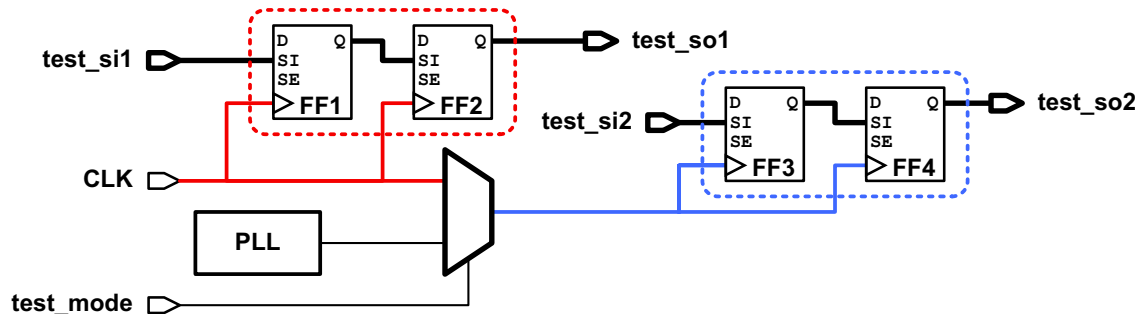 D Q D Q
test_so1
test_si1
SI SI
SE SE
FF1 FF2
D Q D Q
test_so2
test_si2
SI SI
SE SE
FF3 FF4
CLK
PLL
test_mode